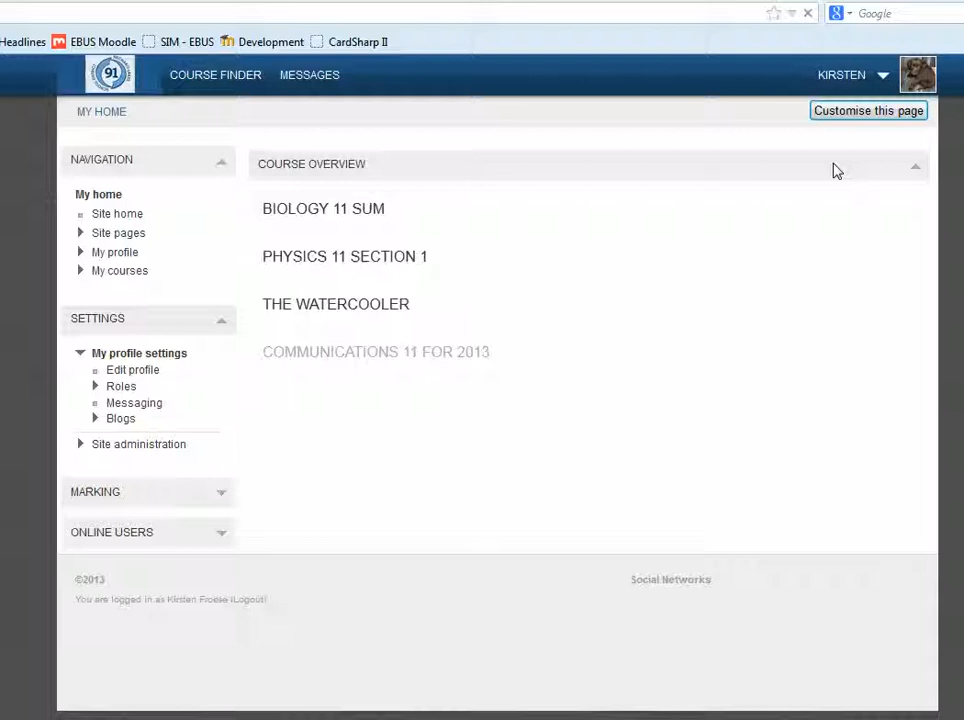 Google
Headlines EBUS Moodle SIM - EBUS Development CardSharp II
91 COURSE FINDER MESSAGES KIRSTEN
MY HOME Customise this page
NAVIGATION
My home
Site home
Site pages
My profile
My courses
SETTINGS
My profile settings
Edit profile
Roles
Messaging
Blogs
Site administration
MARKING
ONLINE USERS
COURSE OVERVIEW
BIOLOGY 11 SUM
PHYSICS 11 SECTION 1
THE WATERCOOLER
COMMUNICATIONS 11 FOR 2013
©2013 Social Networks
You are logged in as Kirsten Froese (Logout)